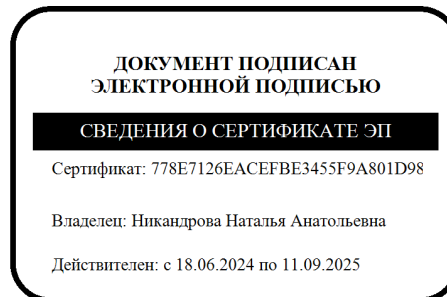 ДОКУМЕНТ ПОДПИСАН
ЭЛЕКТРОННОЙ ПОДПИСЬЮ
СВЕДЕНИЯ О СЕРТИФИКАТЕ ЭП
Сертификат: 778E7126EACEFBE3455F9A801D98
Владелец: Никандрова Наталья Анатольевна
Действителен: с 18.06.2024 по 11.09.2025